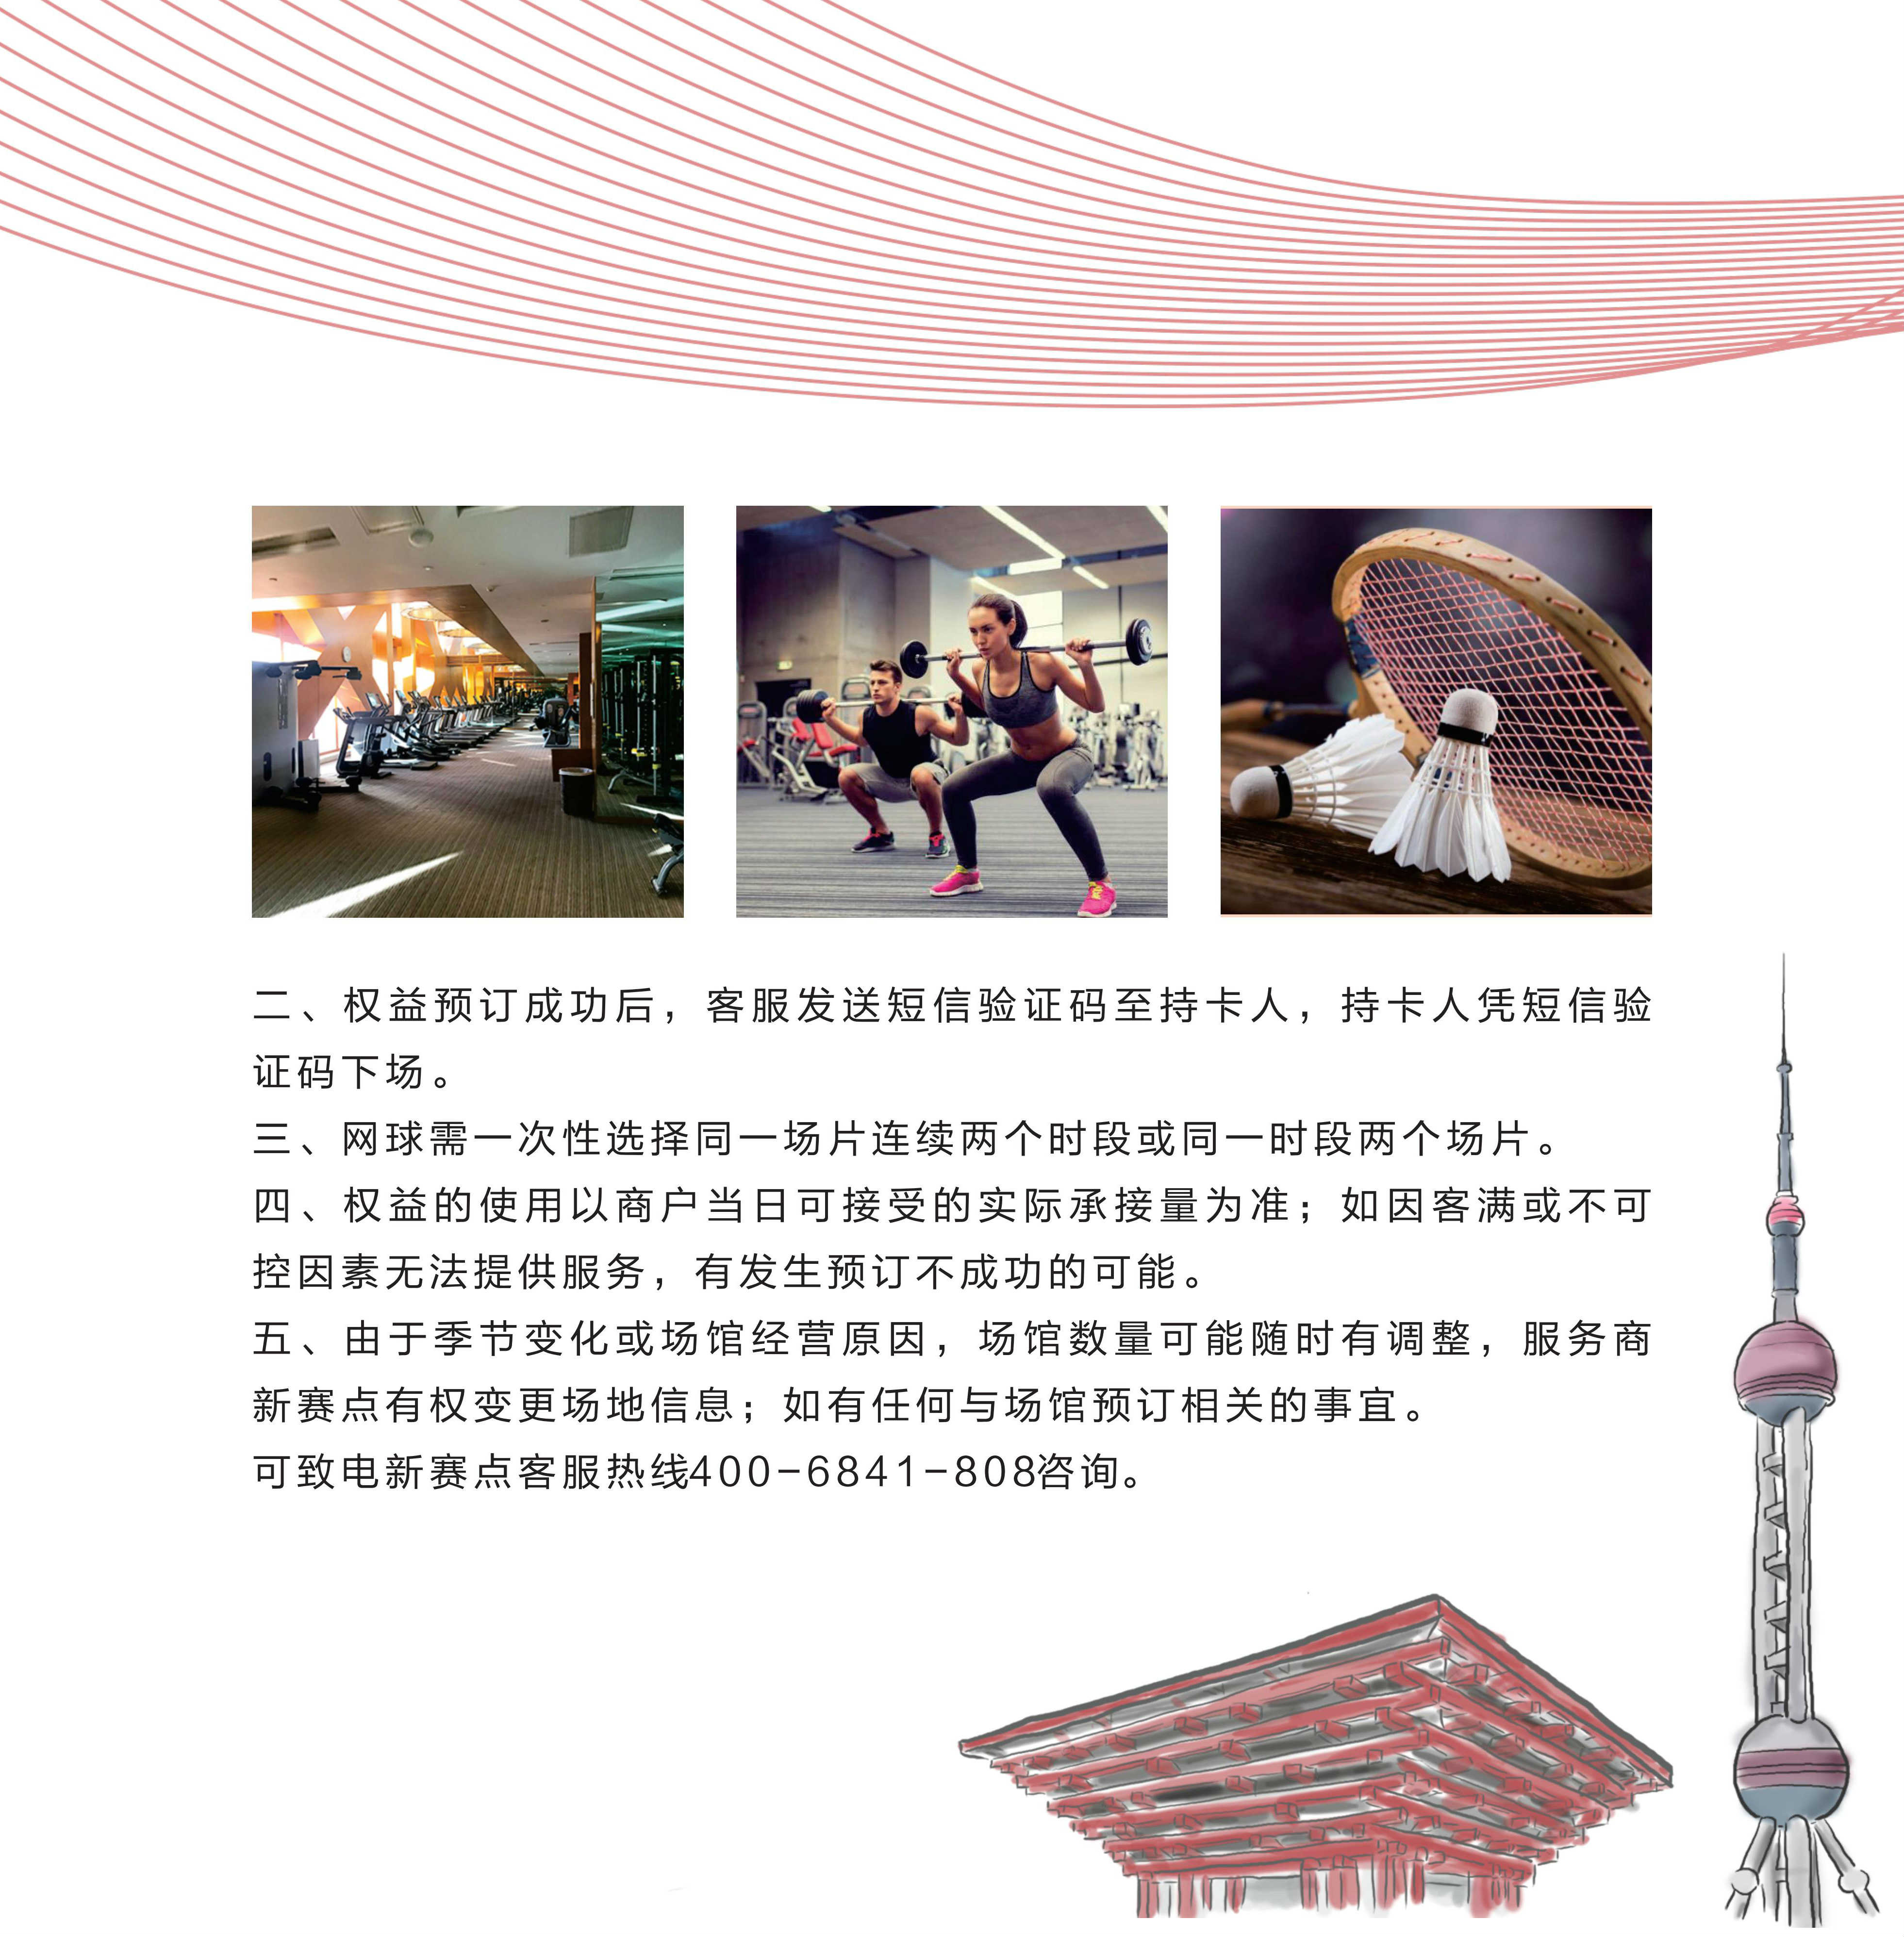 二、权益预订成功后，客服发送短信验证码至持卡人，持卡人凭短信验
证码下场。
三、网球需一次性选择同一场片连续两个时段或同一时段两个场片。
四、权益的使用以商户当日可接受的实际承接量为准；如因客满或不可
控因素无法提供服务，有发生预订不成功的可能。
五、由于季节变化或场馆经营原因，场馆数量可能随时有调整，服务商
新赛点有权变更场地信息；如有任何与场馆预订相关的事宜。
可致电新赛点客服热线400-6841-808咨询。